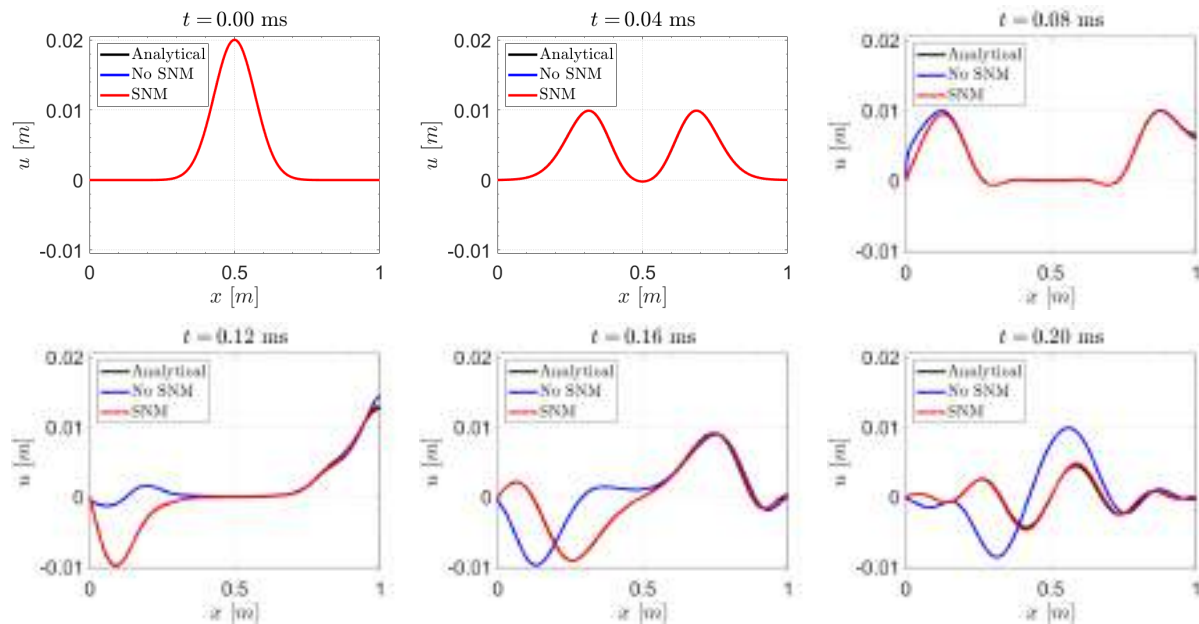 t = 0.00 ms
0.02
0.01
0
-0.01
u [m]
Analytical
No SNM
SNM
0
0.5
1
x [m]
t = 0.04 ms
0.02
0.01
0
-0.01
u [m]
Analytical
No SNM
SNM
0
0.5
1
x [m]
t = 0.08 ms
0.02
0.01
0
-0.01
u [m]
Analytical
No SNM
SNM
0
0.5
1
x [m]
t = 0.12 ms
0.02
0.01
0
-0.01
u [m]
Analytical
No SNM
SNM
0
0.5
1
x [m]
t = 0.16 ms
0.02
0.01
0
-0.01
u [m]
Analytical
No SNM
SNM
0
0.5
1
x [m]
t = 0.20 ms
0.02
0.01
0
-0.01
u [m]
Analytical
No SNM
SNM
0
0.5
1
x [m]